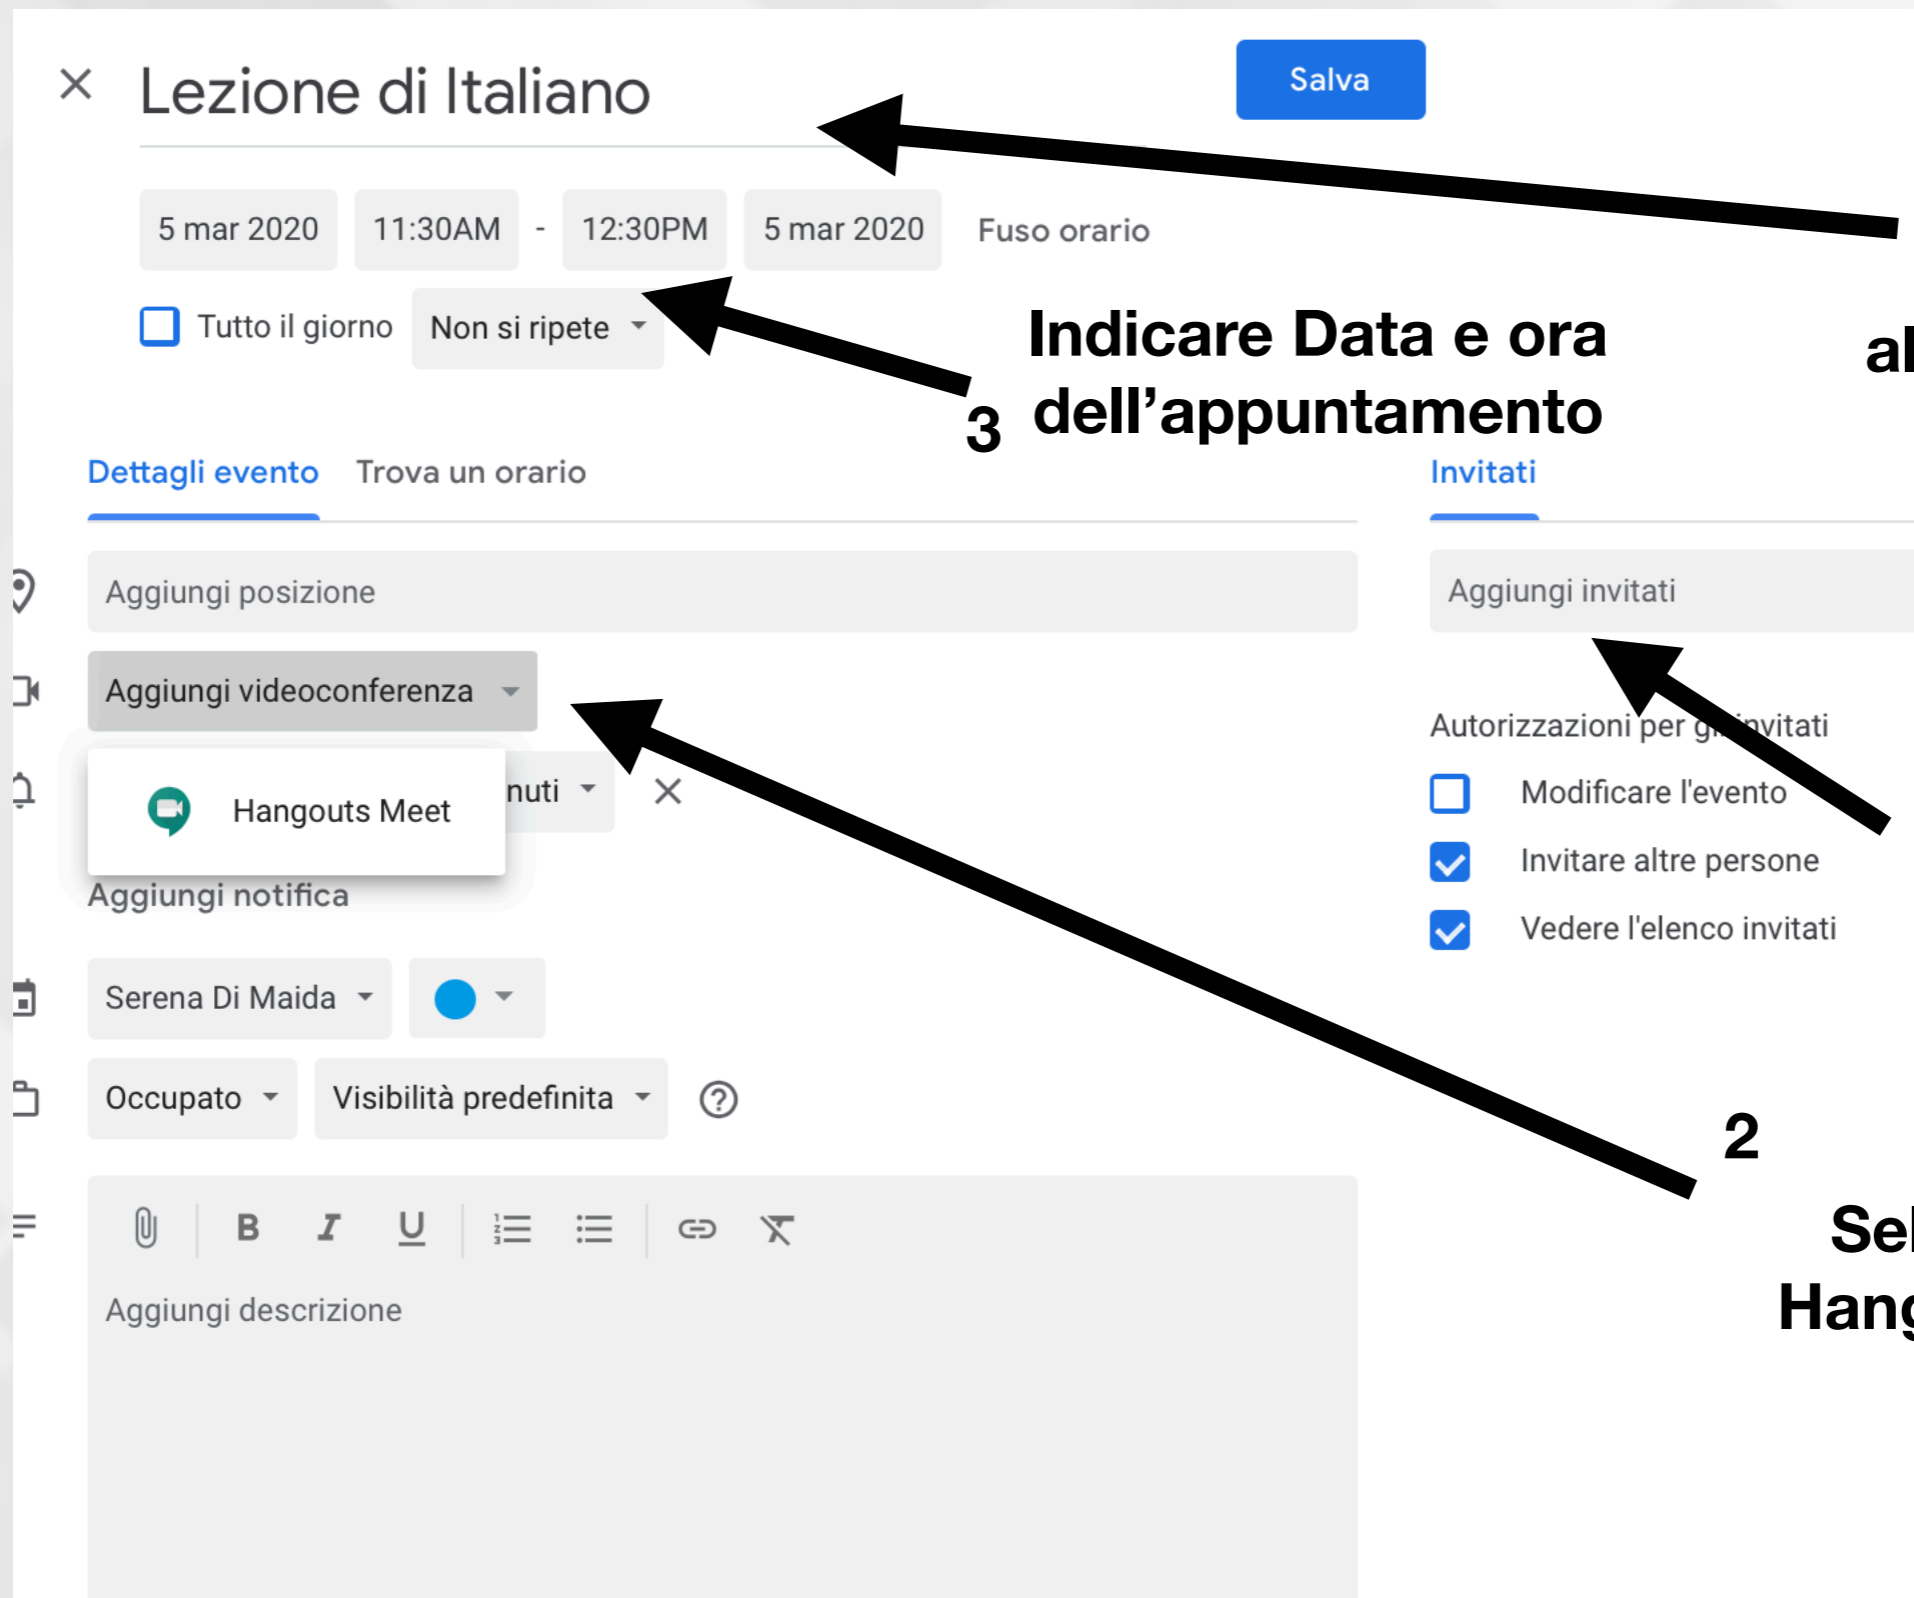 Lezione di Italiano
Salva
5 mar 2020 11:30AM - 12:30PM 5 mar 2020 Fuso orario
Tutto il giorno Non si ripete
Indicare Data e ora
dell’appuntamento
3
Dettagli evento Trova un orario
Invitati
Aggiungi posizione
Aggiungi invitati
Aggiungi videoconferenza
Hangouts Meet
Aggiungi notifica
Autorizzazioni per invitati
Modificare l'evento
Invitare altre persone
Vedere l'elenco invitati
Serena Di Maida
Occupato Visibilità predefinita
2
B I U
Aggiungi descrizione